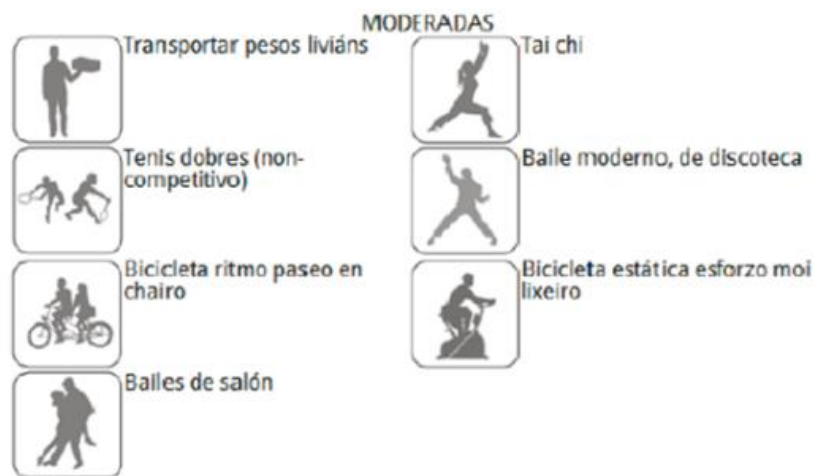 MODERADAS
Transportar pesos liviáns
Tenis dobres (non-
competitivo)
Bicicleta ritmo paseo en
chairo
Bailes de salón
Tai chi
Baile moderno, de discoteca
Bicicleta estática esforzo moi
lixeiro